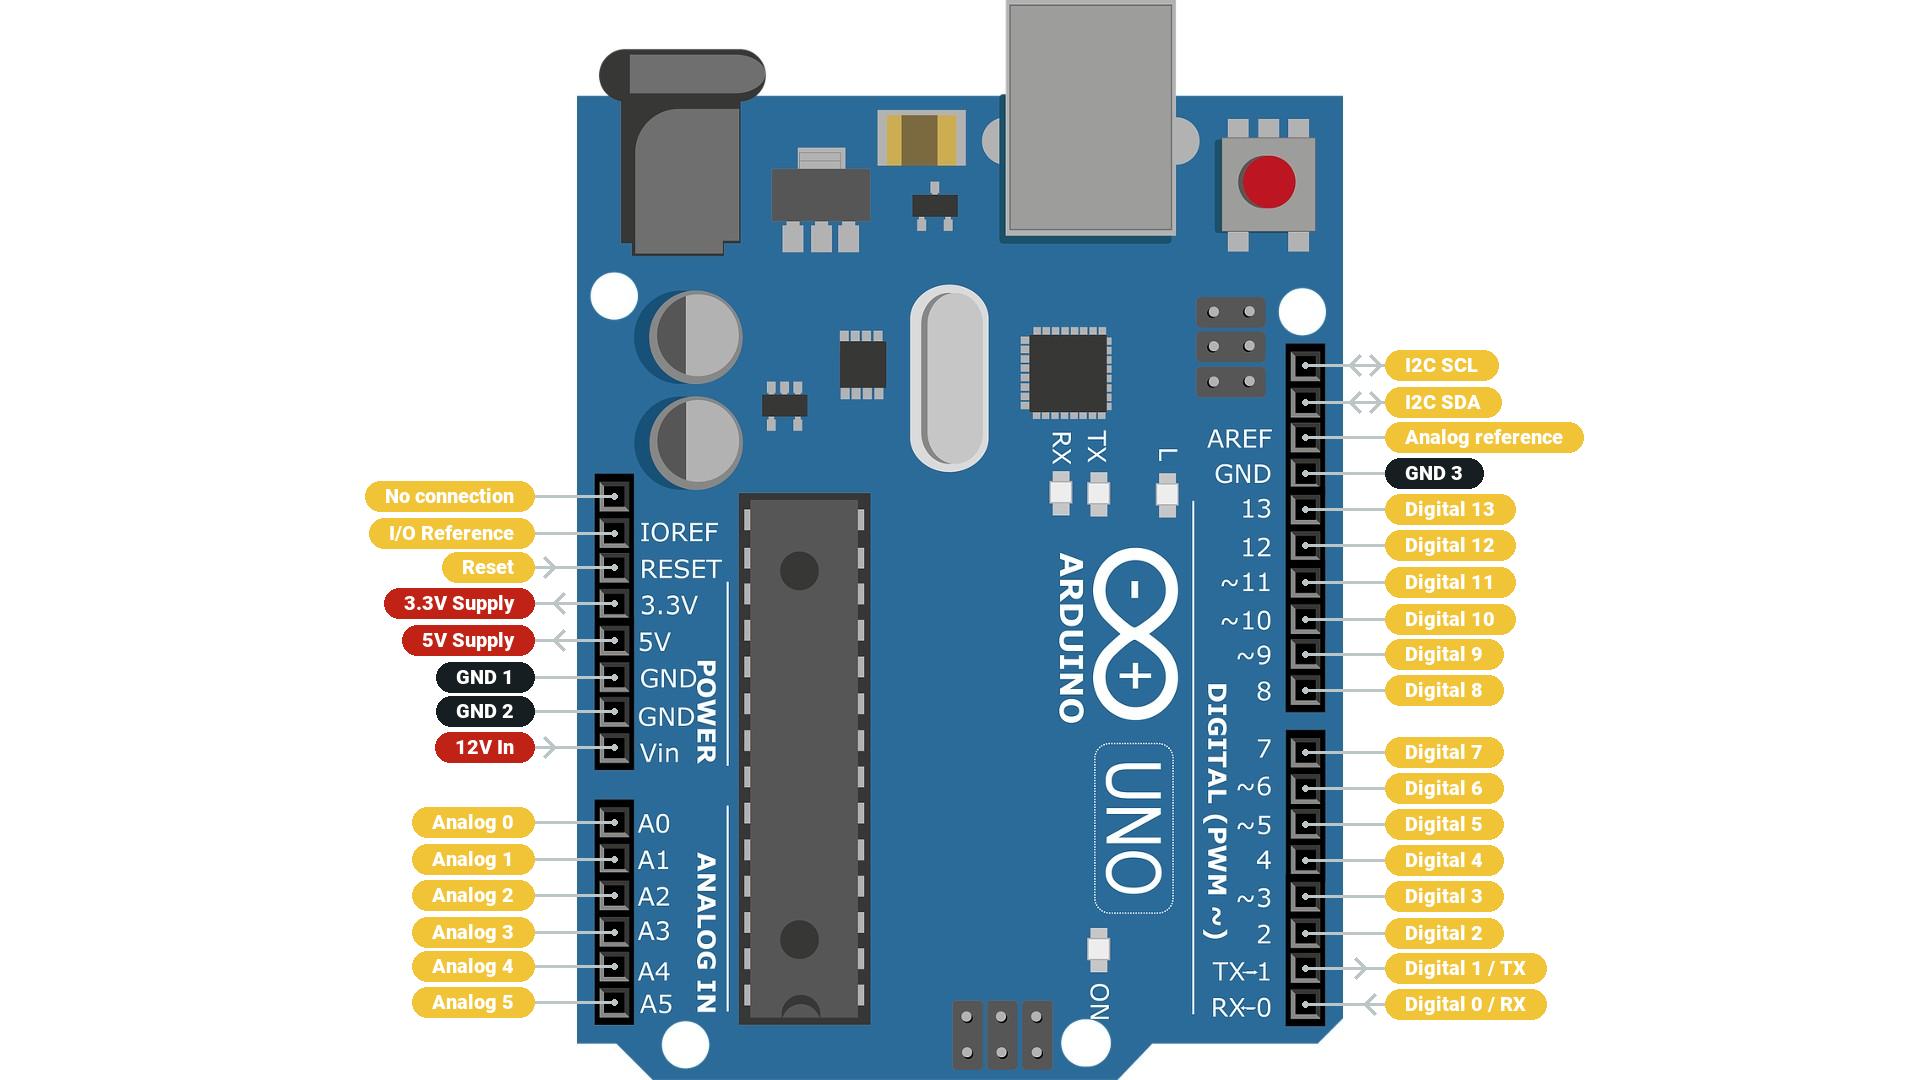 No connection
I/O Reference
Reset
3.3V Supply
5V Supply
GND 1
GND 2
12V In
Analog 0
Analog 1
Analog 2
Analog 3
Analog 4
Analog 5
IOREF
RESET
3.3V
5V
GND
GND
Vin
POWER
A0
A1
A2
A3
A4
A5
ANALOG IN
RX
TX
L
ARDUINO
UNO
ON
AREF
GND
13
12
~11
~10
~9
8
7
~6
~5
4
~3
2
TX→1
RX←0
DIGITAL (PWM ~)
I2C SCL
I2C SDA
Analog reference
GND 3
Digital 13
Digital 12
Digital 11
Digital 10
Digital 9
Digital 8
Digital 7
Digital 6
Digital 5
Digital 4
Digital 3
Digital 2
Digital 1 / TX
Digital 0 / RX